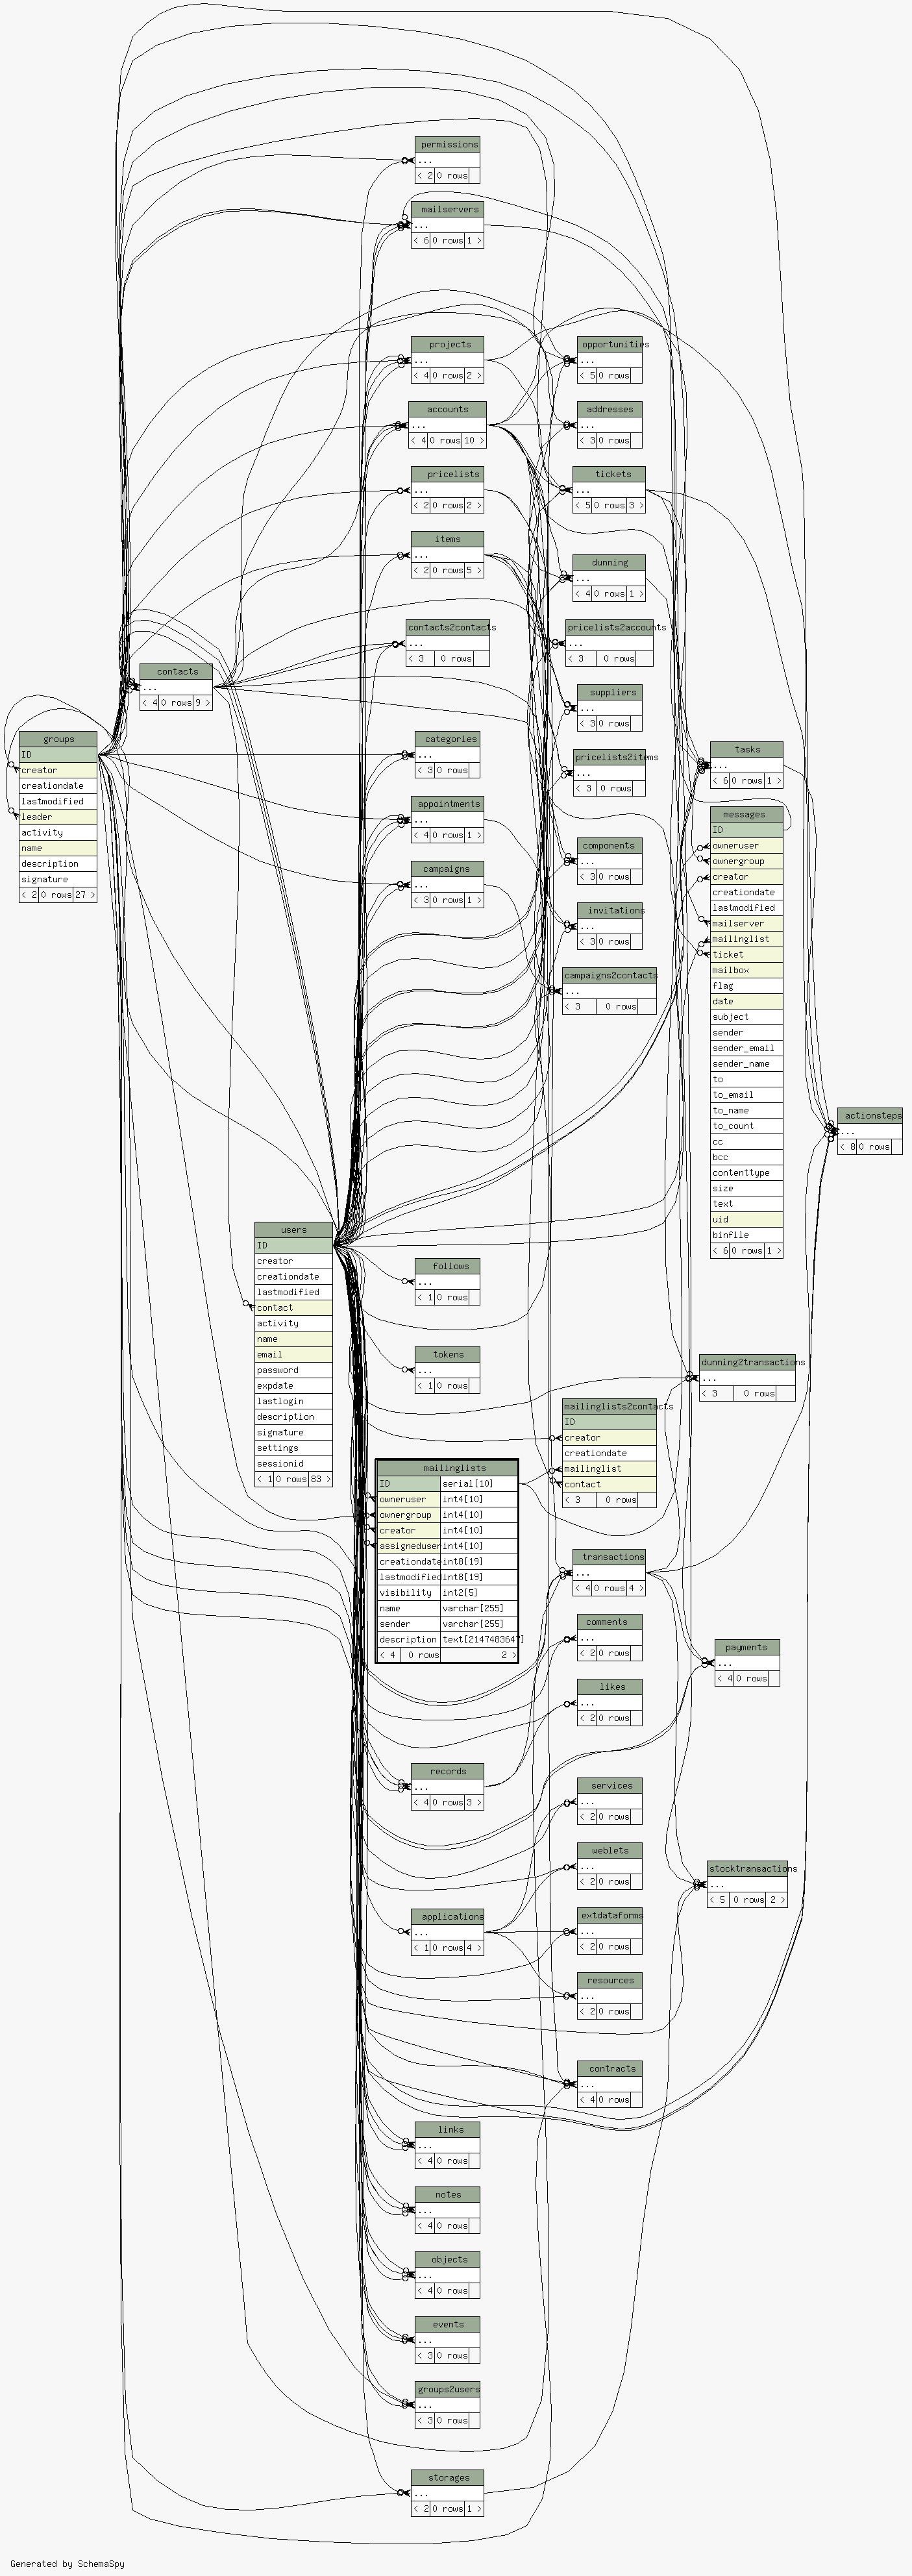 permissions
...
< 2 0 rows
mailservers
...
< 6 0 rows 1 >
projects
...
< 4 0 rows 2 >
opportunities
...
< 5 0 rows
accounts
...
< 4 0 rows 10 >
addresses
...
< 3 0 rows
pricelists
...
< 2 0 rows 2 >
tickets
...
< 5 0 rows 3 >
items
...
< 2 0 rows 5 >
dunning
...
< 4 0 rows 1 >
contacts2contacts
...
< 3 0 rows
pricelists2accounts
...
< 3 0 rows
contacts
...
< 4 0 rows 9 >
suppliers
...
< 3 0 rows
groups
ID
creator
creationdate
lastmodified
leader
activity
name
description
signature
< 2 0 rows 27 >
categories
...
< 3 0 rows
pricelists2items
...
< 3 0 rows
tasks
...
< 6 0 rows 1 >
appointments
...
< 4 0 rows 1 >
campaigns
...
< 3 0 rows 1 >
components
...
< 3 0 rows
invitations
...
< 3 0 rows
campaigns2contacts
...
< 3 0 rows
messages
ID
owneruser
ownergroup
creator
creationdate
lastmodified
mailserver
mailinglist
ticket
mailbox
flag
date
subject
sender
sender_email
sender_name
to
to_email
to_name
to_count
cc
bcc
contenttype
size
text
uid
binfile
< 6 0 rows 1 >
actionsteps
...
< 8 0 rows
users
ID
creator
creationdate
lastmodified
contact
activity
name
email
password
expdate
lastlogin
description
signature
settings
sessionid
< 1 0 rows 83 >
follows
...
< 1 0 rows
tokens
...
< 1 0 rows
dunning2transactions
...
< 3 0 rows
mailinglists2contacts
ID
creator
creationdate
mailinglist
contact
< 3 0 rows
mailinglists
ID serial[10]
owneruser int4[10]
ownergroup int4[10]
creator int4[10]
assigneduser int4[10]
creationdate int8[19]
lastmodified int8[19]
visibility int2[5]
name varchar[255]
sender varchar[255]
description text[2147483647]
< 4 0 rows 2 >
transactions
...
< 4 0 rows 4 >
comments
...
< 2 0 rows
payments
...
< 4 0 rows
likes
...
< 2 0 rows
records
...
< 4 0 rows 3 >
services
...
< 2 0 rows
weblets
...
< 2 0 rows
stocktransactions
...
< 5 0 rows 2 >
applications
...
< 1 0 rows 4 >
extdataforms
...
< 2 0 rows
resources
...
< 2 0 rows
contracts
...
< 4 0 rows
links
...
< 4 0 rows
notes
...
< 4 0 rows
objects
...
< 4 0 rows
events
...
< 3 0 rows
groups2users
...
< 3 0 rows
storages
...
< 2 0 rows 1 >
Generated by SchemaSpy